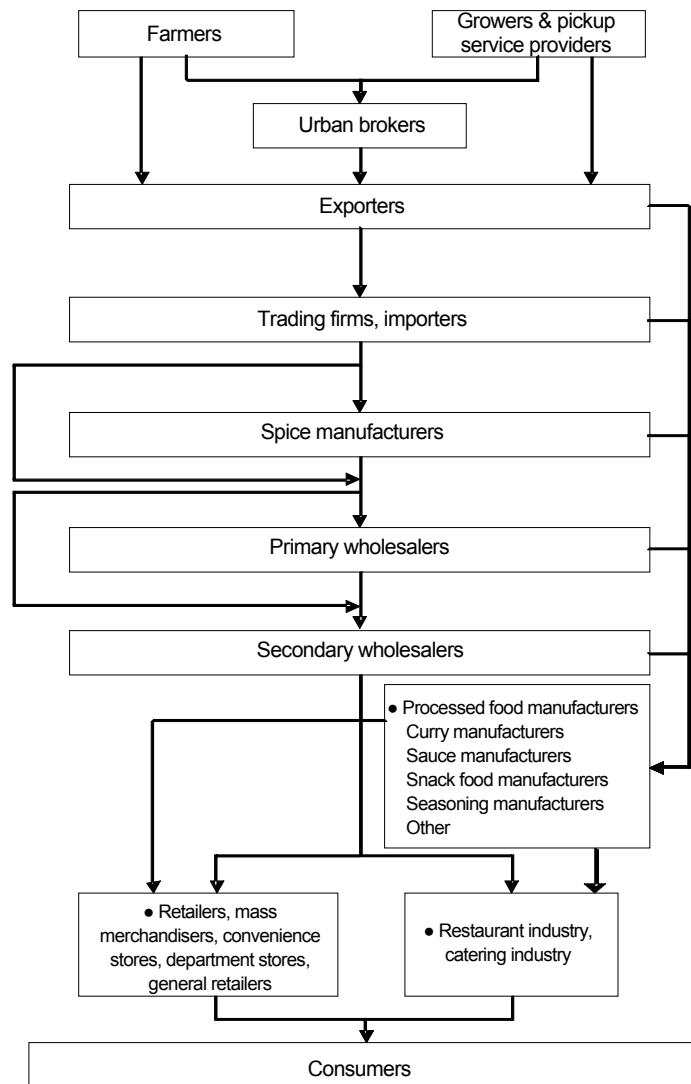 Farmers
Growers & pickup
service providers
Urban brokers
Exporters
Trading firms, importers
Spice manufacturers
Primary wholesalers
Secondary wholesalers
● Processed food manufacturers
Curry manufacturers
Sauce manufacturers
Snack food manufacturers
Seasoning manufacturers
Other
● Retailers, mass
merchandisers, convenience
stores, department stores,
general retailers
● Restaurant industry,
catering industry
Consumers